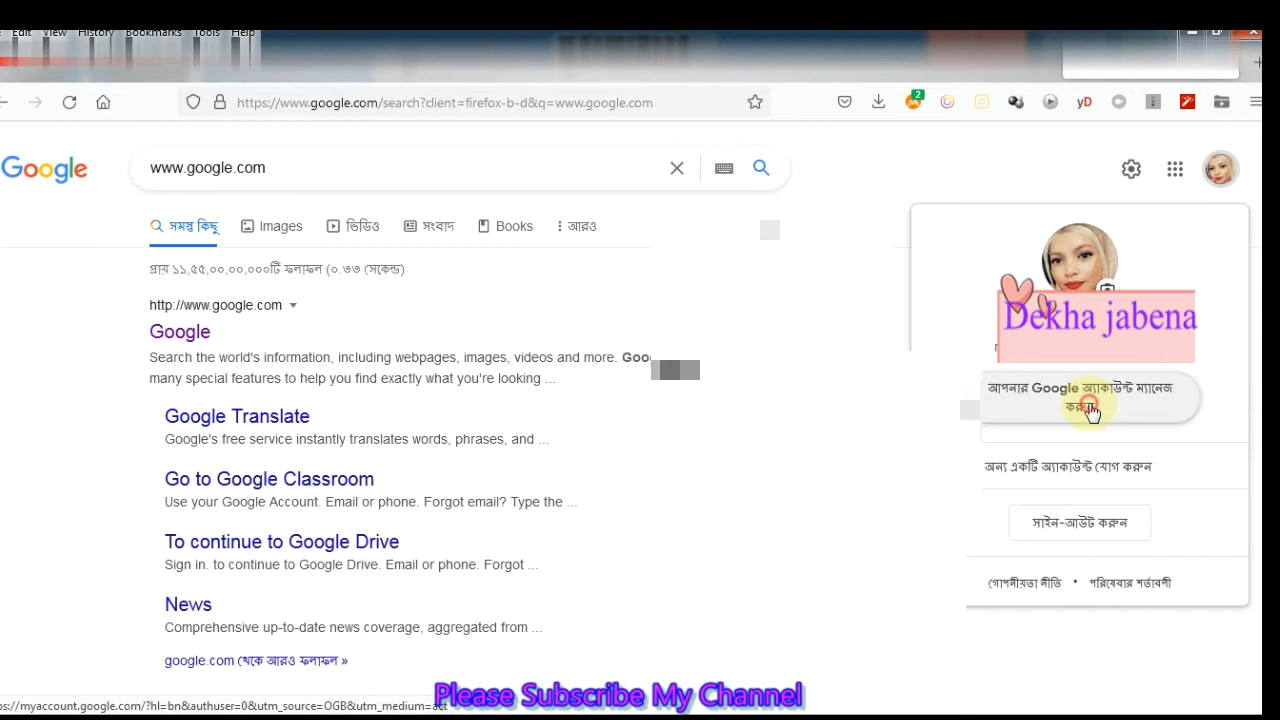 Edit View History Bookmarks Tools Help
https://www.google.com/search?client=firefox-b-d&q=www.google.com
2
yD
Google
www.google.com
সমস্ত কিছু Images ভিডিও সংবাদ Books আরও
প্রায় ১১,৫৫,০০,০০,০০০টি ফলাফল (০.৩৩ সেকেন্ড)
http://www.google.com
Google
Search the world's information, including webpages, images, videos and more. Goo
many special features to help you find exactly what you're looking ...
Google Translate
Google's free service instantly translates words, phrases, and ...
Go to Google Classroom
Use your Google Account. Email or phone. Forgot email? Type the ...
To continue to Google Drive
Sign in. to continue to Google Drive. Email or phone. Forgot ...
News
Comprehensive up-to-date news coverage, aggregated from ...
google.com থেকে আরও ফলাফল »
Dekha jabena
আপনার Google অ্যাকাউন্ট ম্যানেজ
করুন
অন্য একটি অ্যাকাউন্ট যোগ করুন
সাইন-আউট করুন
গোপনীয়তা নীতি • পরিষেবার শর্তাবলী
Please Subscribe My Channel
ps://myaccount.google.com/?hl=bn&authuser=0&utm_source=OGB&utm_medium=act